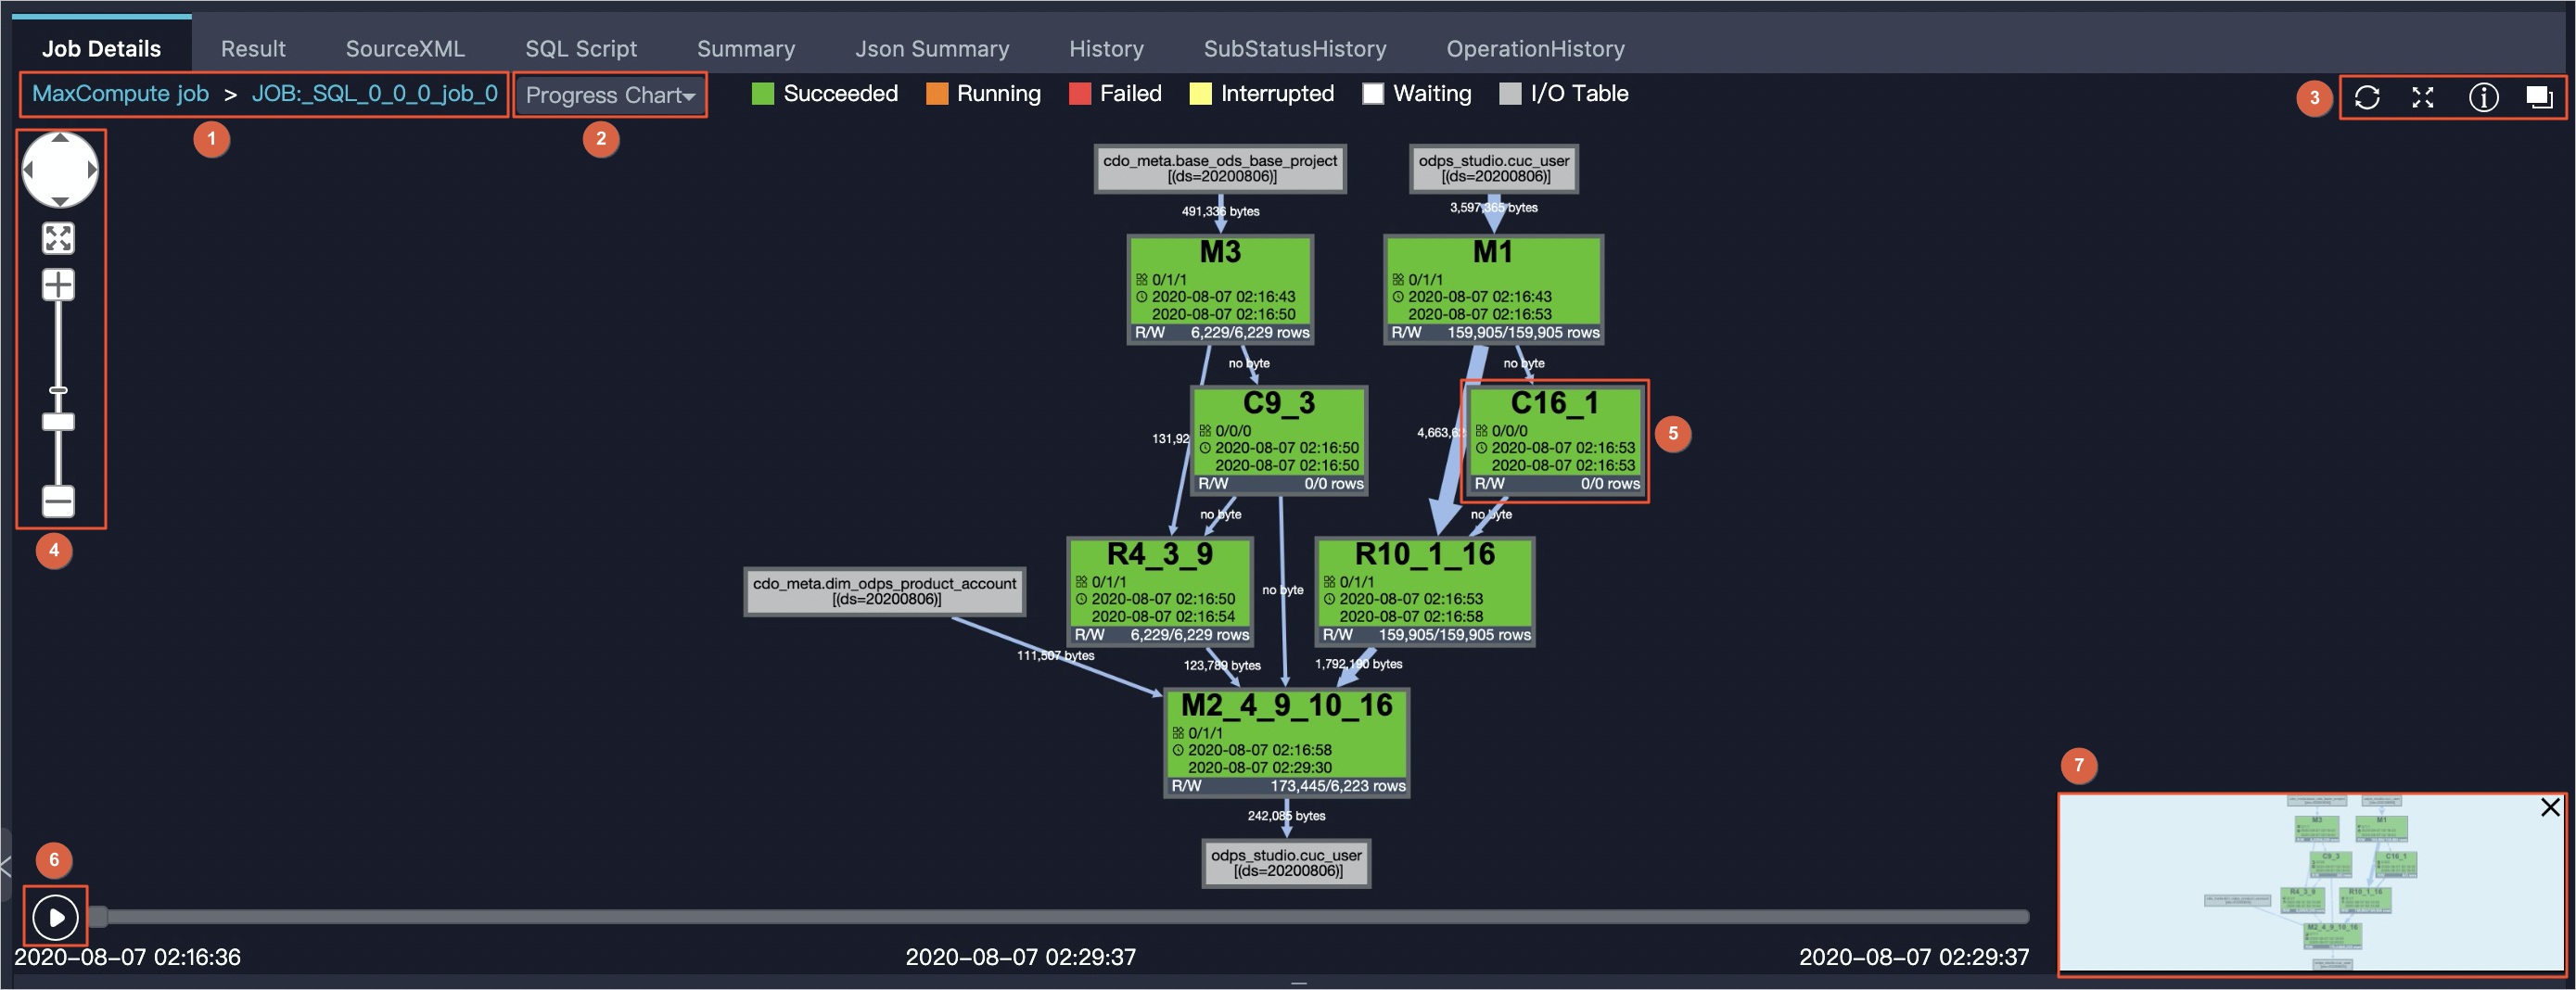 Job Details Result SourceXML SQL Script Summary Json Summary History SubStatusHistory OperationHistory
MaxCompute job > JOB:_SQL_0_0_0_job_0 Progress Chart Succeeded Running Failed Interrupted Waiting I/O Table
1
2
3
cdo_meta.base_ods_base_project
[(ds=20200806)]
odps_studio.cuc_user
[(ds=20200806)]
491,336 bytes
3,597,365 bytes
M3
0/1/1
2020-08-07 02:16:43
2020-08-07 02:16:50
R/W 6,229/6,229 rows
M1
0/1/1
2020-08-07 02:16:43
2020-08-07 02:16:53
R/W 159,905/159,905 rows
no byte
no byte
C9_3
0/0/0
2020-08-07 02:16:50
2020-08-07 02:16:50
R/W 0/0 rows
C16_1
0/0/0
2020-08-07 02:16:53
2020-08-07 02:16:53
R/W 0/0 rows
5
4
no byte
no byte
R4_3_9
0/1/1
2020-08-07 02:16:50
2020-08-07 02:16:54
R/W 6,229/6,229 rows
no byte
R10_1_16
0/1/1
2020-08-07 02:16:53
2020-08-07 02:16:58
R/W 159,905/159,905 rows
cdo_meta.dim_odps_product_account
[(ds=20200806)]
111,507 bytes
123,789 bytes
1,792,190 bytes
M2_4_9_10_16
0/1/1
2020-08-07 02:16:58
2020-08-07 02:29:30
R/W 173,445/6,223 rows
242,085 bytes
odps_studio.cuc_user
[(ds=20200806)]
7
M3
M1
C9_3
C16_1
R4_3_9
R10_1_16
M2_4_9_10_16
6
2020-08-07 02:16:36
2020-08-07 02:29:37
2020-08-07 02:29:37